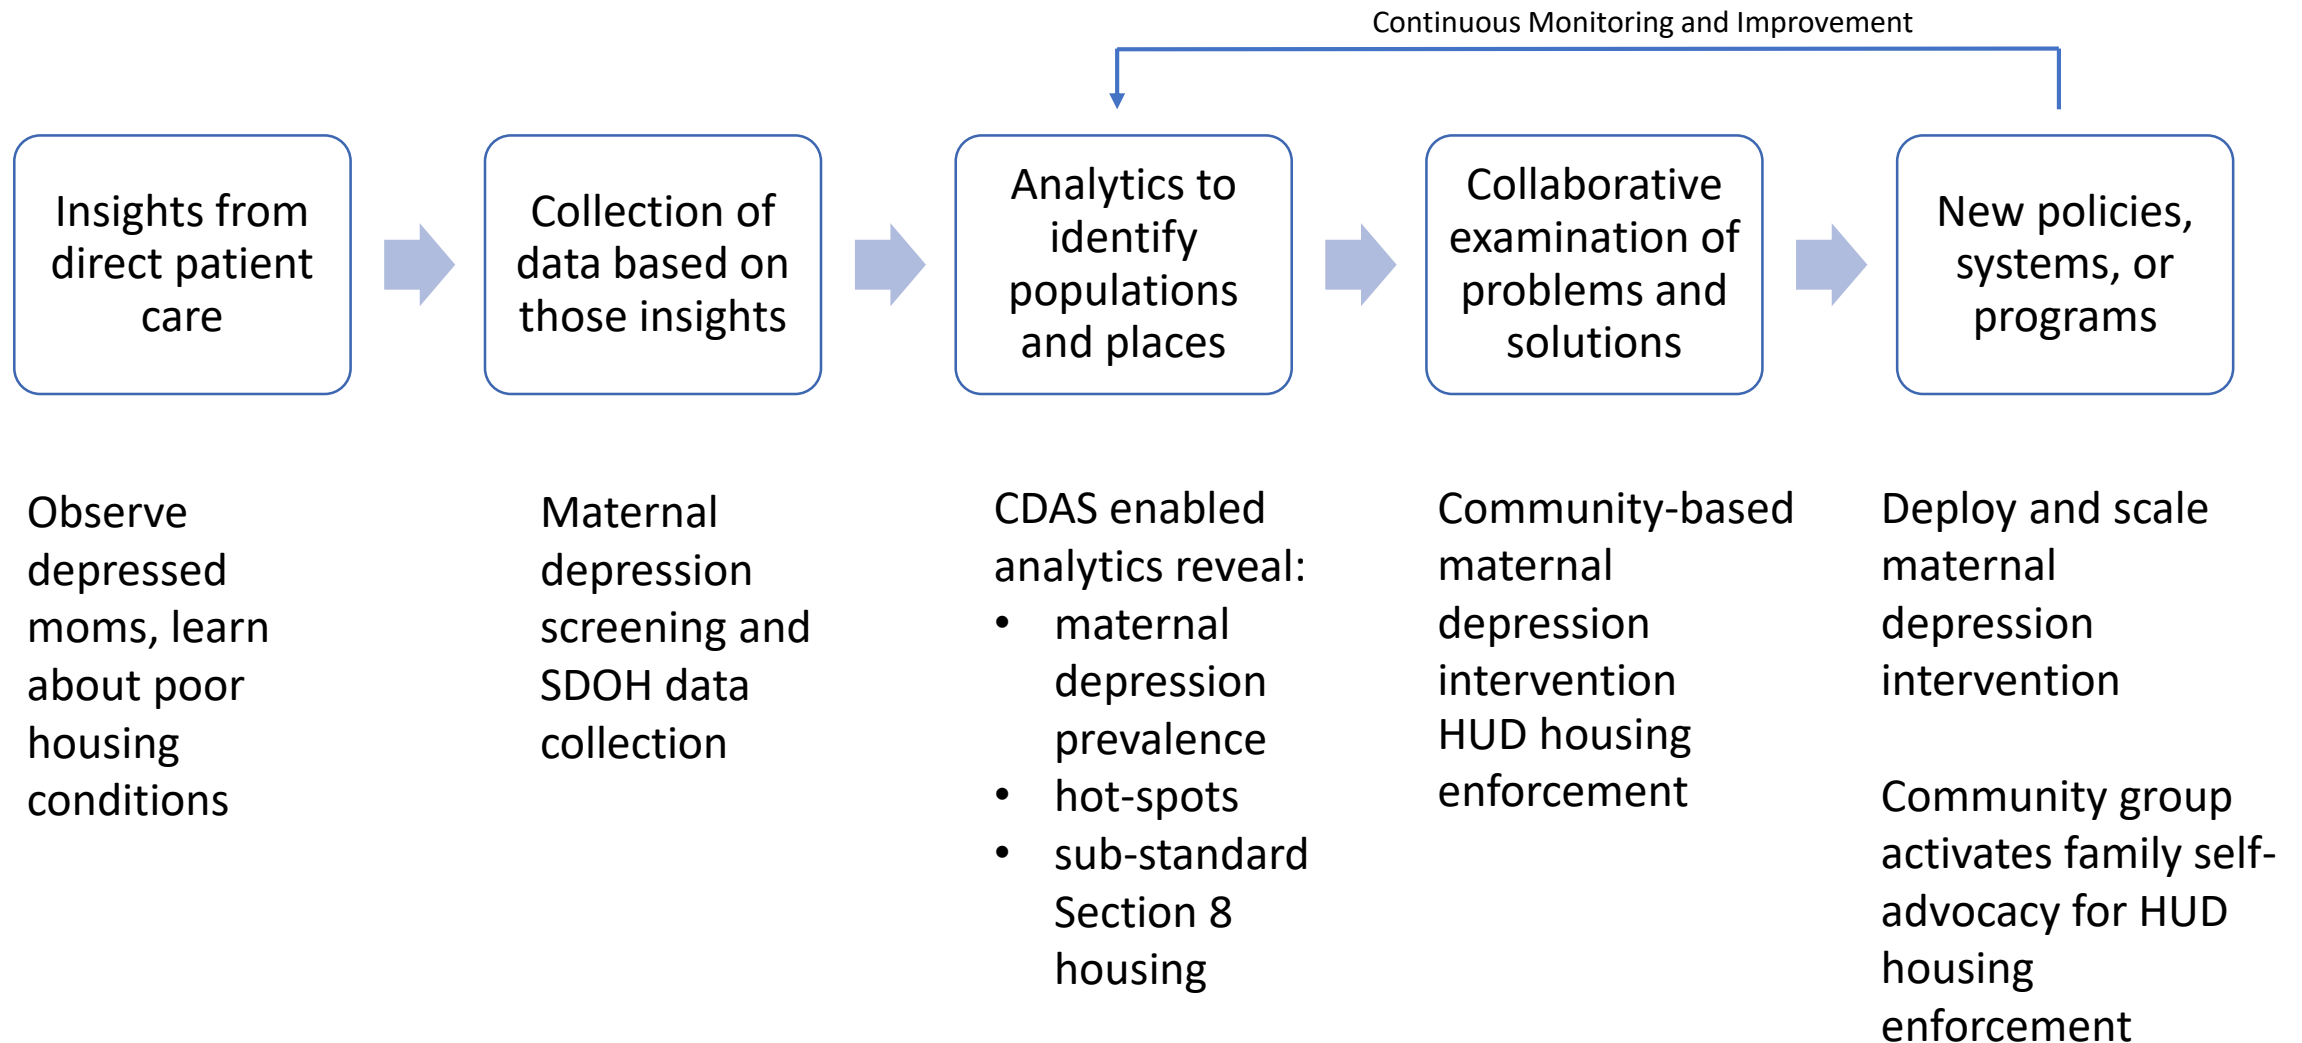 Continuous Monitoring and Improvement
Insights from
direct patient
care
Collection of
data based on
those insights
Analytics to
identify
populations
and places
Collaborative
examination of
problems and
solutions
New policies,
systems, or
programs
Observe
depressed
moms, learn
about poor
housing
conditions
Maternal
depression
screening and
SDOH data
collection
CDAS enabled
analytics reveal:
• maternal
depression
prevalence
• hot-spots
• sub-standard
Section 8
housing
Community-based
maternal
depression
intervention
HUD housing
enforcement
Deploy and scale
maternal
depression
intervention
Community group
activates family self-
advocacy for HUD
housing
enforcement